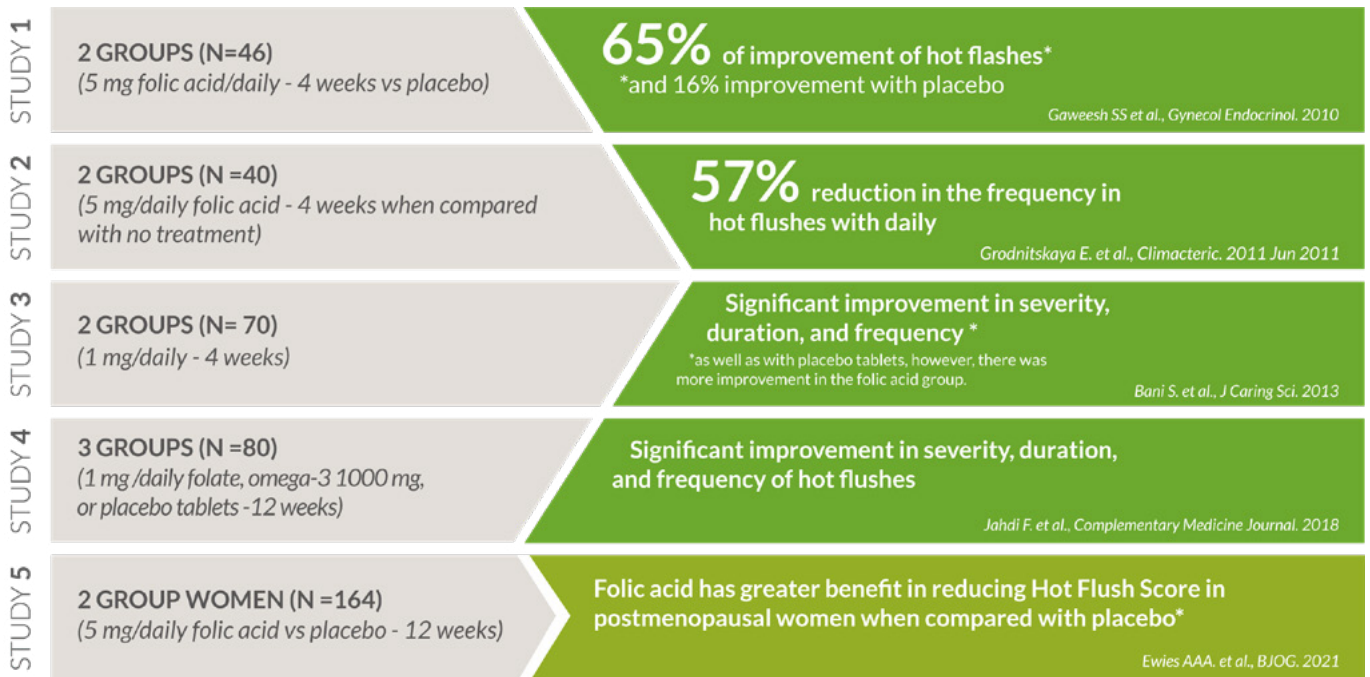 STUDY 1
2 GROUPS (N=46)
(5 mg folic acid/daily - 4 weeks vs placebo)
65% of improvement of hot flashes*
*and 16% improvement with placebo
Gaweesh SS et al., Gynecol Endocrinol. 2010
STUDY 2
2 GROUPS (N =40)
(5 mg/daily folic acid - 4 weeks when compared
with no treatment)
57% reduction in the frequency in
hot flushes with daily
Grodnitskaya E. et al., Climacteric. 2011 Jun 2011
STUDY 3
2 GROUPS (N= 70)
(1 mg/daily - 4 weeks)
Significant improvement in severity,
duration, and frequency *
*as well as with placebo tablets, however, there was
more improvement in the folic acid group.
Bani S. et al., J Caring Sci. 2013
STUDY 4
3 GROUPS (N =80)
(1 mg /daily folate, omega-3 1000 mg,
or placebo tablets -12 weeks)
Significant improvement in severity, duration,
and frequency of hot flushes
Jahdi F. et al., Complementary Medicine Journal. 2018
STUDY 5
2 GROUP WOMEN (N =164)
(5 mg/daily folic acid vs placebo - 12 weeks)
Folic acid has greater benefit in reducing Hot Flush Score in
postmenopausal women when compared with placebo*
Ewies AAA. et al., BJOG. 2021